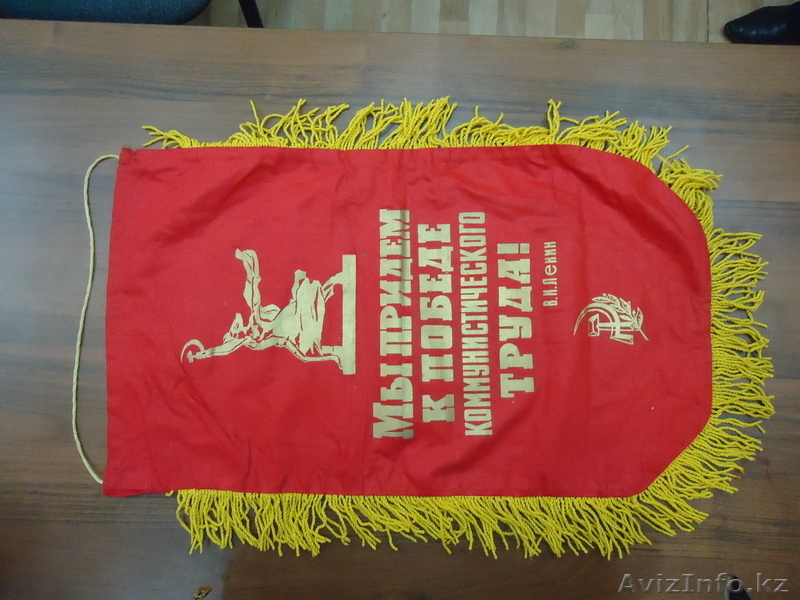 Мы придем
к победе
коммунистического
труда!
В.И.Ленин
AvizInfo.kz